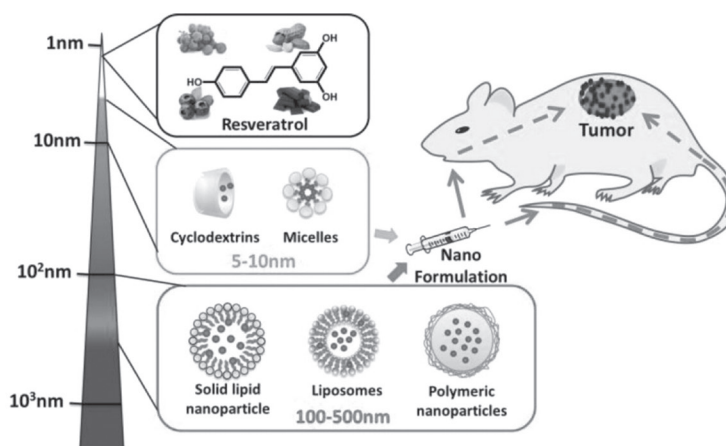 1nm
10nm
10²nm
10³nm
OH
HO
OH
Resveratrol
Cyclodextrins
Micelles
5-10nm
Solid lipid
nanoparticle
Liposomes
Polymeric
nanoparticles
100-500nm
Nano
Formulation
Tumor